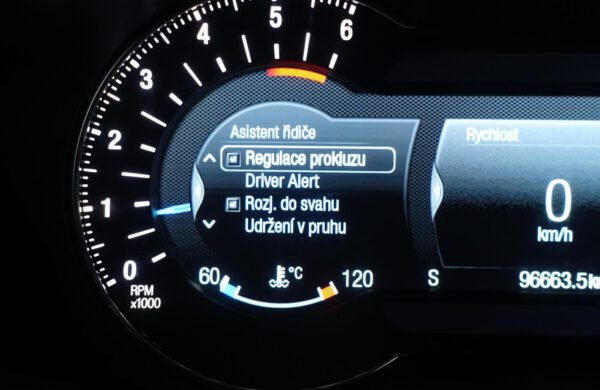 6
5
4
3
2
1
0
RPM
x1000
Asistent řidiče
Regulace prokluzu
Driver Alert
Rozj. do svahu
Udržení v pruhu
60 °C 120
Rychlost
0
km/h
S 96663.5